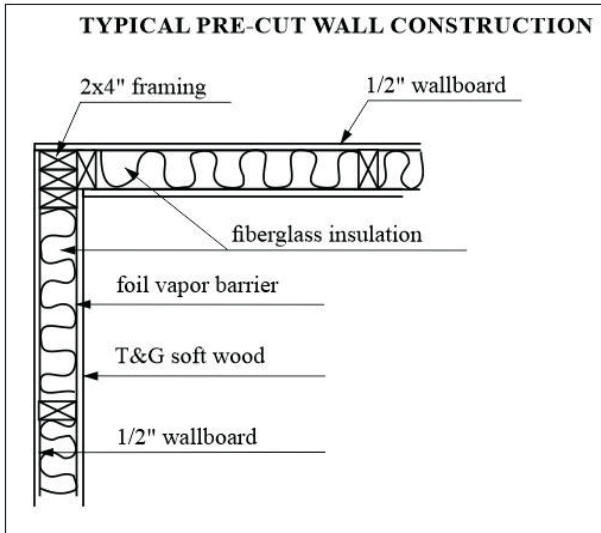 TYPICAL PRE-CUT WALL CONSTRUCTION
2x4" framing
1/2" wallboard
fiberglass insulation
foil vapor barrier
T&G soft wood
1/2" wallboard